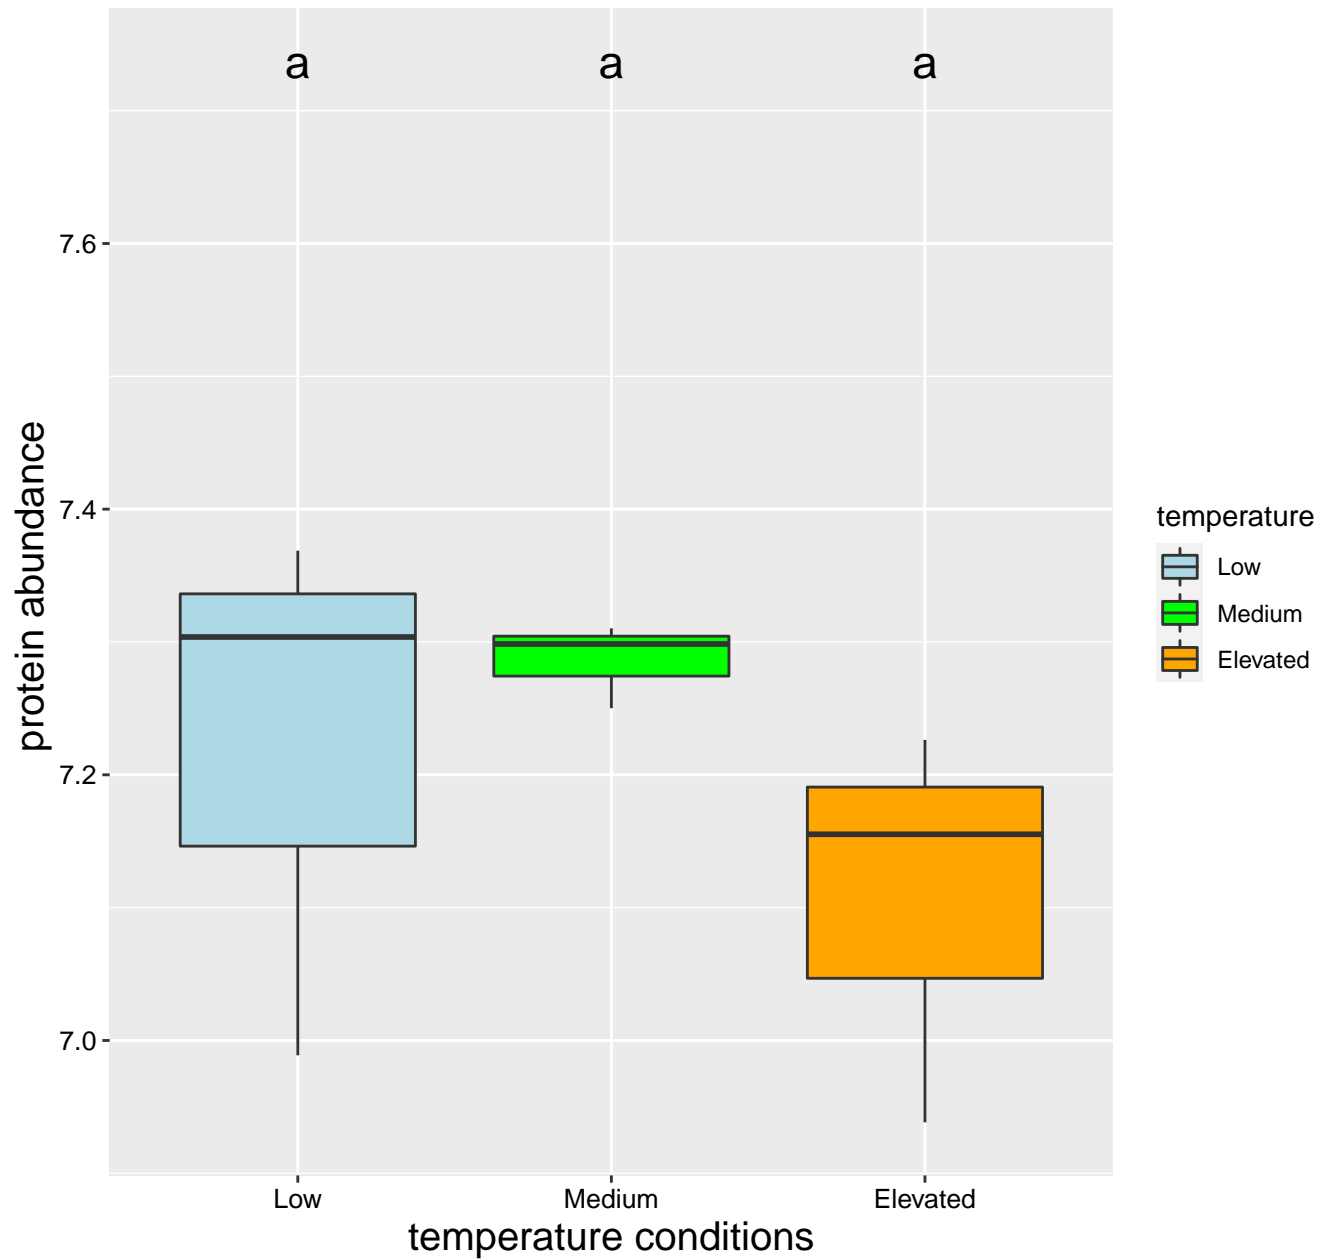 a a a
7.6
7.4
7.2
7.0
protein abundance
Low Medium Elevated
temperature conditions
temperature
Low
Medium
Elevated